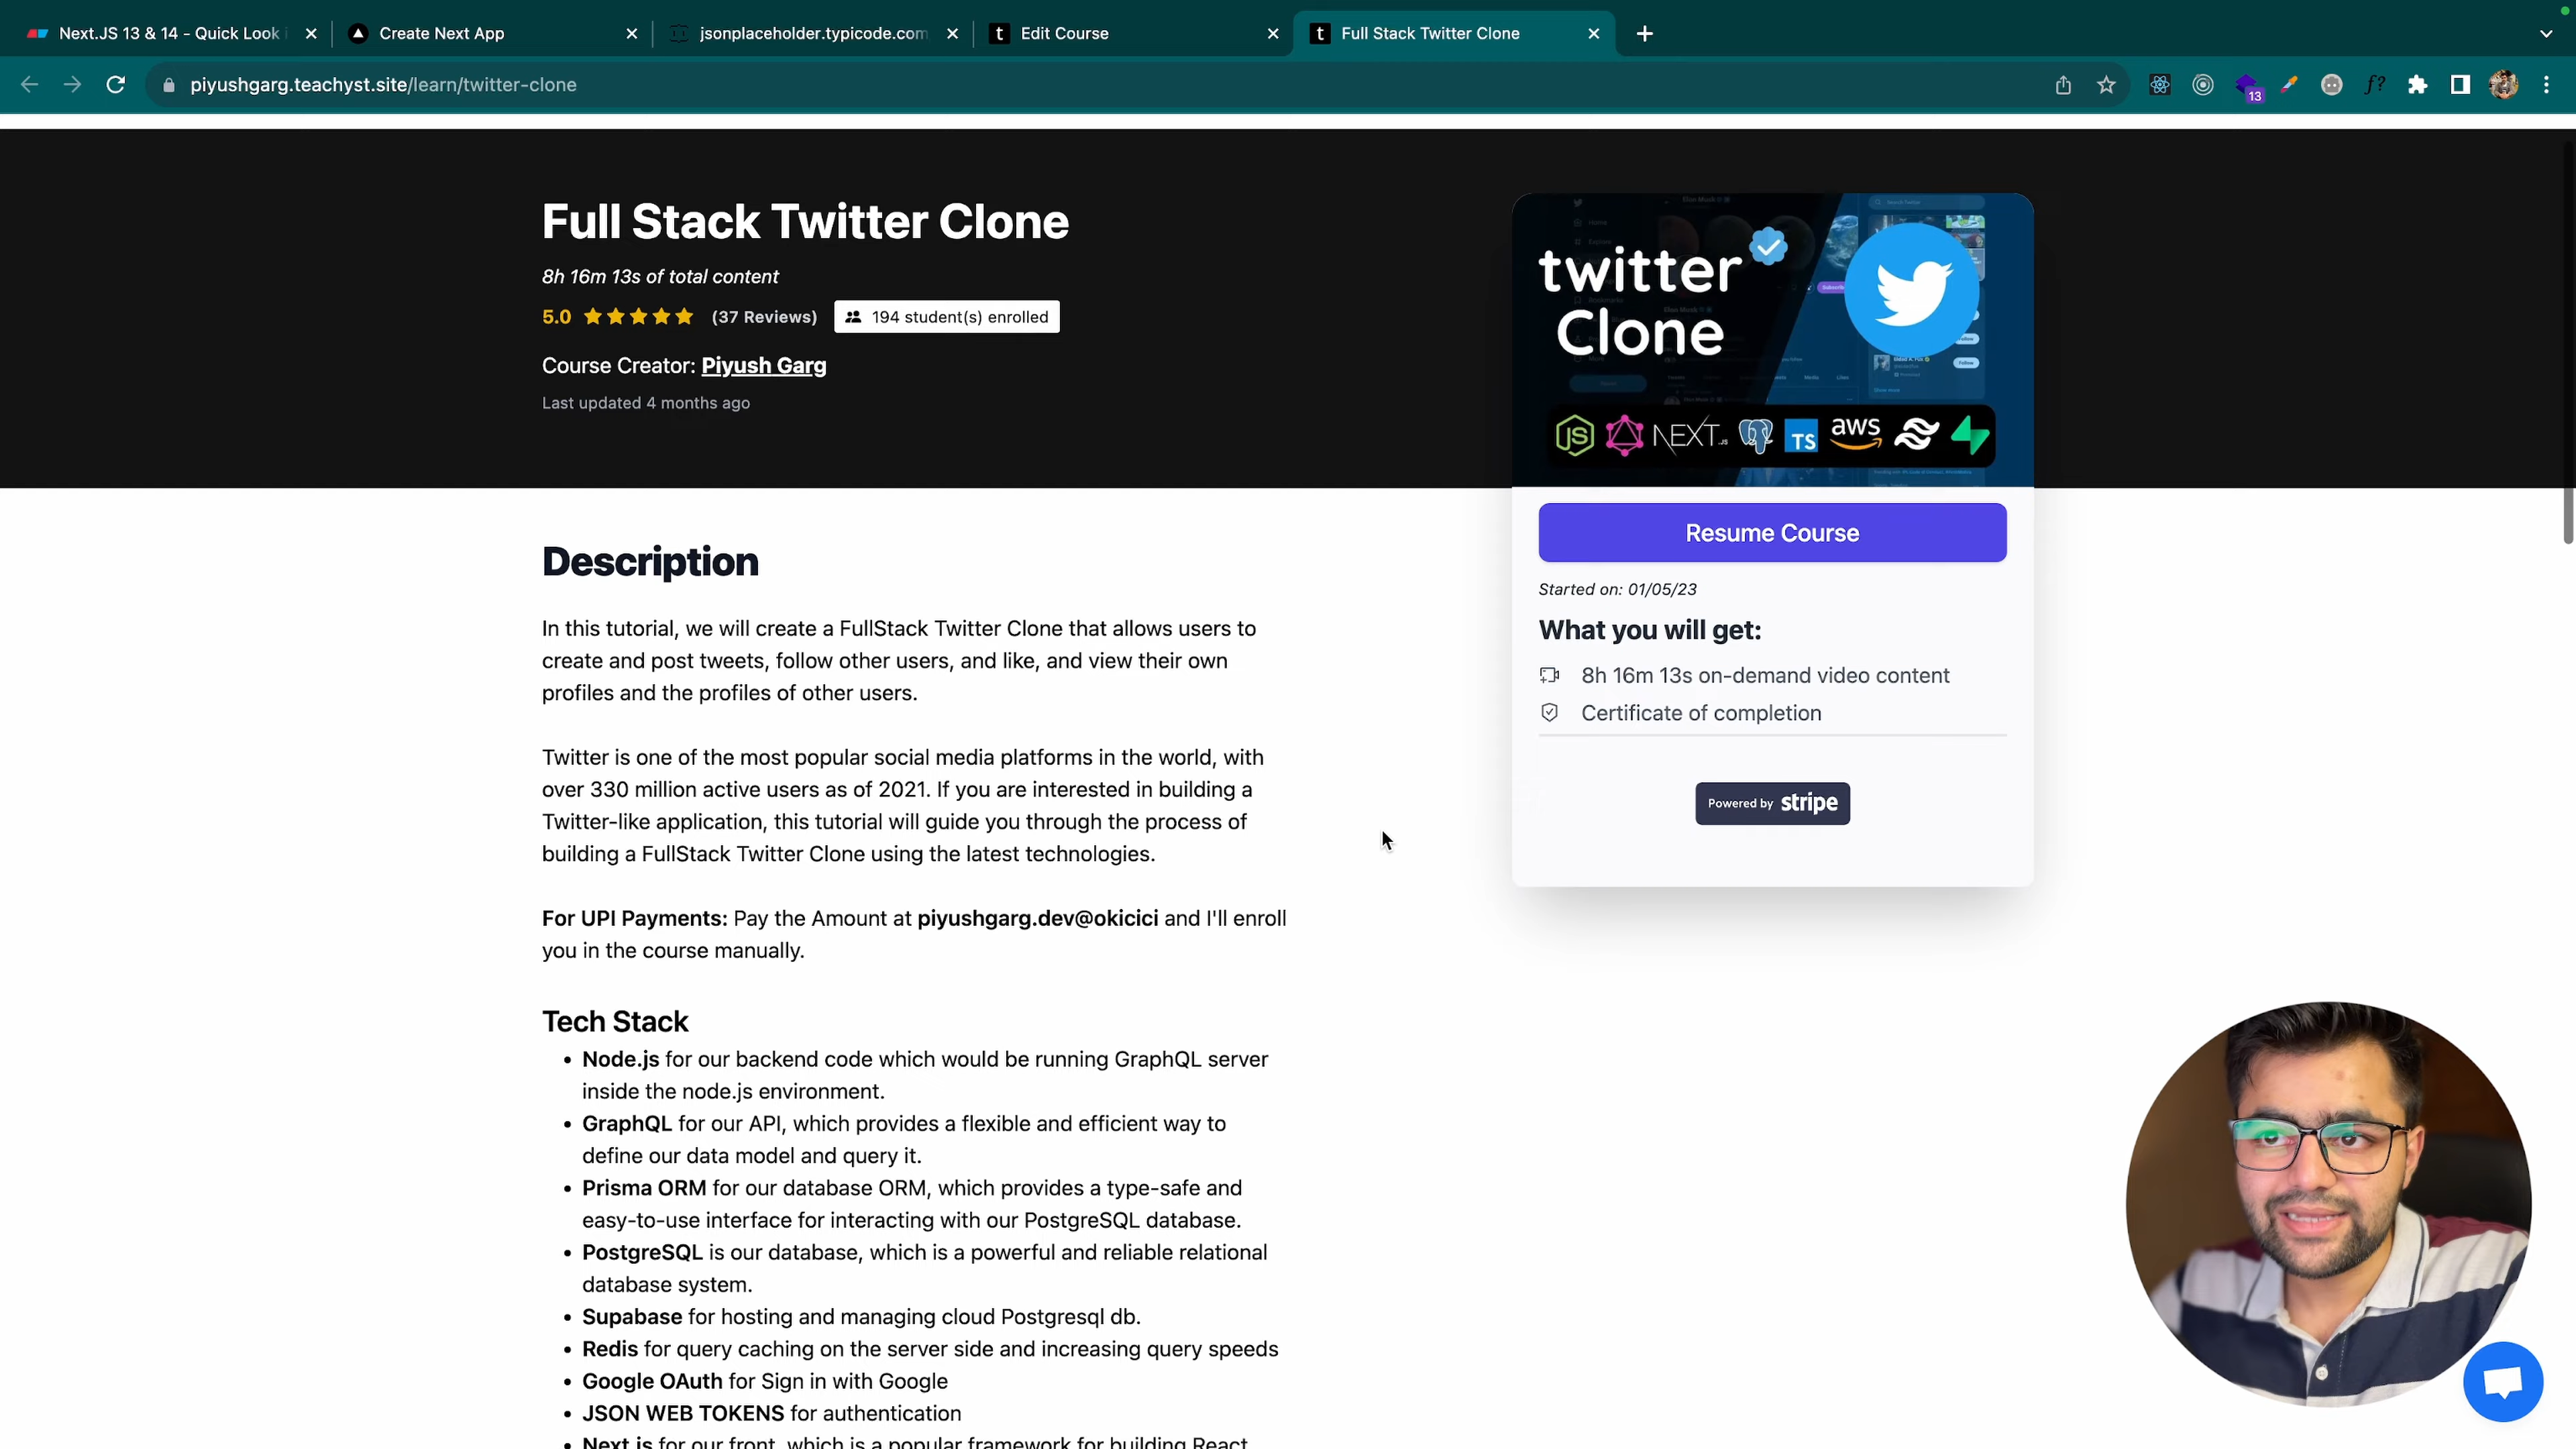 Next.JS 13 & 14 - Quick Look
Create Next App
jsonplaceholder.typicode.com
Edit Course
Full Stack Twitter Clone
piyushgarg.teachyst.site/learn/twitter-clone
f?
13
Full Stack Twitter Clone
8h 16m 13s of total content
5.0 (37 Reviews) 194 student(s) enrolled
Course Creator: Piyush Garg
Last updated 4 months ago
twitter
Clone
JS NEXT.JS TS aws
Resume Course
Started on: 01/05/23
What you will get:
8h 16m 13s on-demand video content
Certificate of completion
Powered by stripe
Description
In this tutorial, we will create a FullStack Twitter Clone that allows users to
create and post tweets, follow other users, and like, and view their own
profiles and the profiles of other users.
Twitter is one of the most popular social media platforms in the world, with
over 330 million active users as of 2021. If you are interested in building a
Twitter-like application, this tutorial will guide you through the process of
building a FullStack Twitter Clone using the latest technologies.
For UPI Payments: Pay the Amount at piyushgarg.dev@okicici and I'll enroll
you in the course manually.
Tech Stack
• Node.js for our backend code which would be running GraphQL server
inside the node.js environment.
• GraphQL for our API, which provides a flexible and efficient way to
define our data model and query it.
• Prisma ORM for our database ORM, which provides a type-safe and
easy-to-use interface for interacting with our PostgreSQL database.
• PostgreSQL is our database, which is a powerful and reliable relational
database system.
• Supabase for hosting and managing cloud Postgresql db.
• Redis for query caching on the server side and increasing query speeds
• Google OAuth for Sign in with Google
• JSON WEB TOKENS for authentication
• Next.js for our front, which is a popular framework for building React